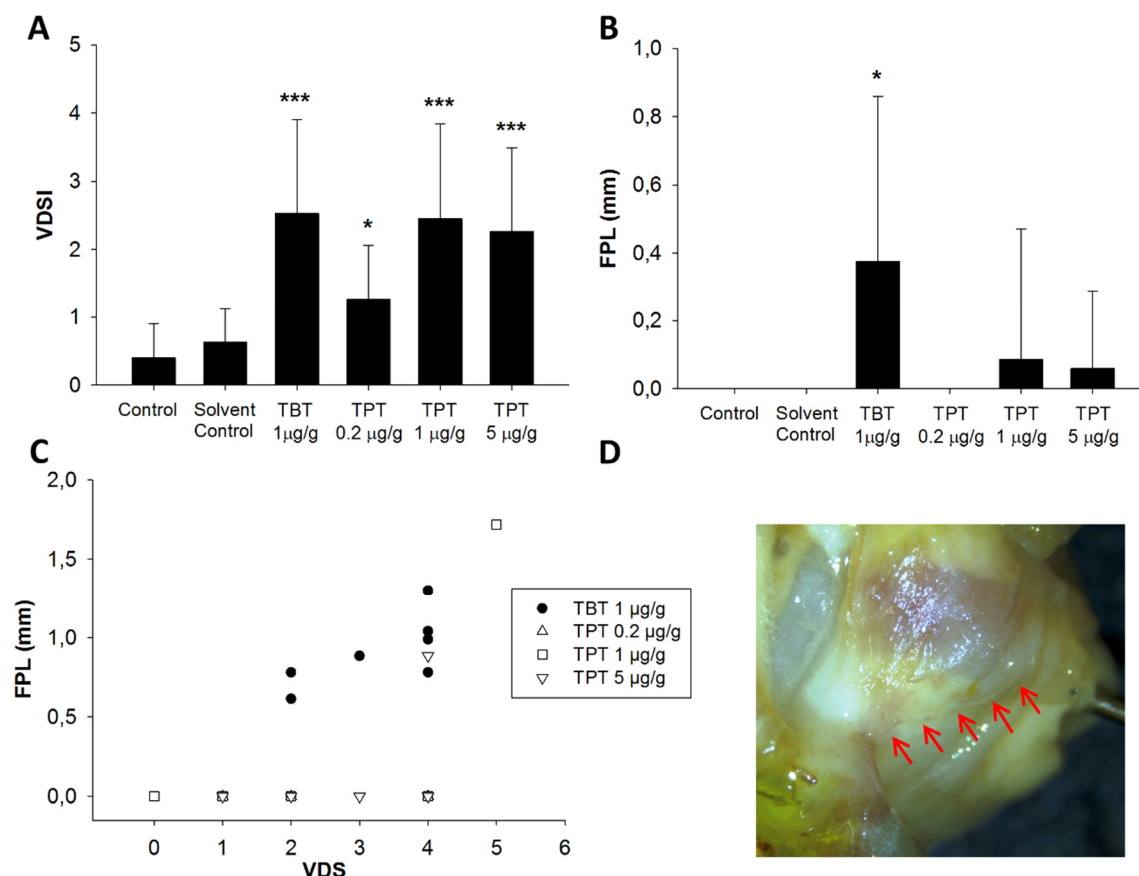 A
5
4
3
2
1
0
VDSI
***
*
***
***
Control
Solvent
Control
TBT
1μg/g
TPT
0.2 μg/g
TPT
1 μg/g
TPT
5 μg/g
B
1,0
0,8
0,6
0,4
0,2
0,0
FPL (mm)
*
Control
Solvent
Control
TBT
1μg/g
TPT
0.2 μg/g
TPT
1 μg/g
TPT
5 μg/g
C
2,0
1,5
1,0
0,5
0,0
FPL (mm)
0 1 2 3 4 5 6
VDS
TBT 1 μg/g
TPT 0.2 μg/g
TPT 1 μg/g
TPT 5 μg/g
D